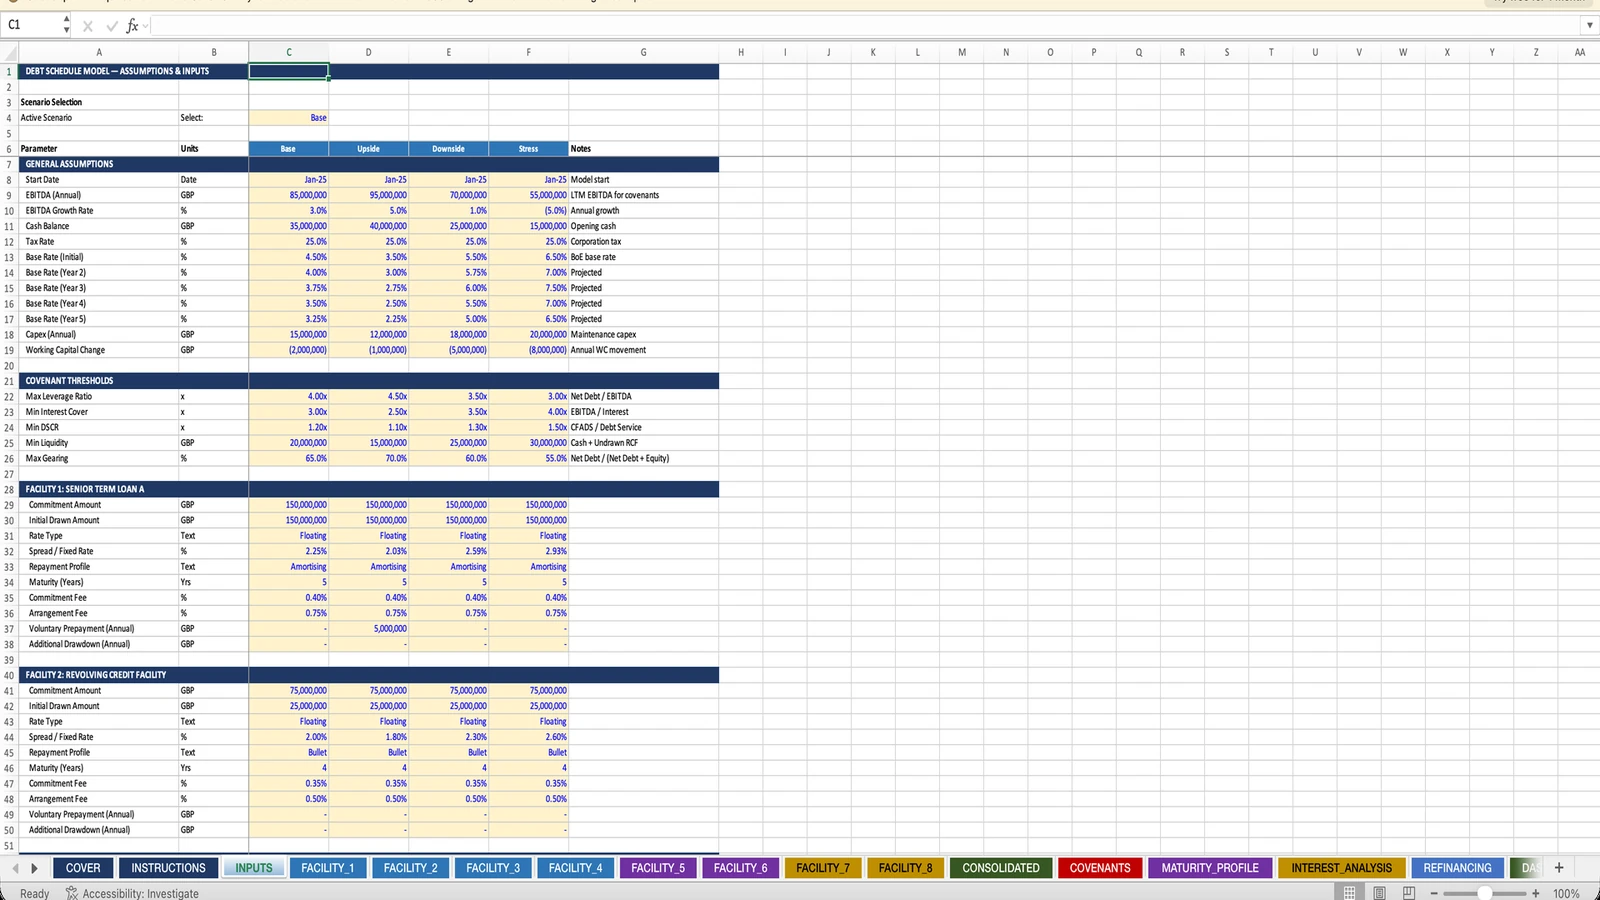 C1 fx
A B C D E F G H I J K L M N O P Q R S T U V W X Y Z AA
1 DEBT SCHEDULE MODEL — ASSUMPTIONS & INPUTS
2
3 Scenario Selection
4 Active Scenario Select: Base
5
6 Parameter Units Base Upside Downside Stress Notes
7 GENERAL ASSUMPTIONS
8 Start Date Date Jan-25 Jan-25 Jan-25 Jan-25 Model start
9 EBITDA (Annual) GBP 85,000,000 95,000,000 70,000,000 55,000,000 LTM EBITDA for covenants
10 EBITDA Growth Rate % 3.0% 5.0% 1.0% (5.0%) Annual growth
11 Cash Balance GBP 35,000,000 40,000,000 25,000,000 15,000,000 Opening cash
12 Tax Rate % 25.0% 25.0% 25.0% 25.0% Corporation tax
13 Base Rate (Initial) % 4.50% 3.50% 5.50% 6.50% BoE base rate
14 Base Rate (Year 2) % 4.00% 3.00% 5.75% 7.00% Projected
15 Base Rate (Year 3) % 3.75% 2.75% 6.00% 7.50% Projected
16 Base Rate (Year 4) % 3.50% 2.50% 5.50% 7.00% Projected
17 Base Rate (Year 5) % 3.25% 2.25% 5.00% 6.50% Projected
18 Capex (Annual) GBP 15,000,000 12,000,000 18,000,000 20,000,000 Maintenance capex
19 Working Capital Change GBP (2,000,000) (1,000,000) (5,000,000) (8,000,000) Annual WC movement
20
21 COVENANT THRESHOLDS
22 Max Leverage Ratio x 4.00x 4.50x 3.50x 3.00x Net Debt / EBITDA
23 Min Interest Cover x 3.00x 2.50x 3.50x 4.00x EBITDA / Interest
24 Min DSCR x 1.20x 1.10x 1.30x 1.50x CFADS / Debt Service
25 Min Liquidity GBP 20,000,000 15,000,000 25,000,000 30,000,000 Cash + Undrawn RCF
26 Max Gearing % 65.0% 70.0% 60.0% 55.0% Net Debt / (Net Debt + Equity)
27
28 FACILITY 1: SENIOR TERM LOAN A
29 Commitment Amount GBP 150,000,000 150,000,000 150,000,000 150,000,000
30 Initial Drawn Amount GBP 150,000,000 150,000,000 150,000,000 150,000,000
31 Rate Type Text Floating Floating Floating Floating
32 Spread / Fixed Rate % 2.25% 2.03% 2.59% 2.93%
33 Repayment Profile Text Amortising Amortising Amortising Amortising
34 Maturity (Years) Yrs 5 5 5 5
35 Commitment Fee % 0.40% 0.40% 0.40% 0.40%
36 Arrangement Fee % 0.75% 0.75% 0.75% 0.75%
37 Voluntary Prepayment (Annual) GBP - 5,000,000 - -
38 Additional Drawdown (Annual) GBP - - - -
39
40 FACILITY 2: REVOLVING CREDIT FACILITY
41 Commitment Amount GBP 75,000,000 75,000,000 75,000,000 75,000,000
42 Initial Drawn Amount GBP 25,000,000 25,000,000 25,000,000 25,000,000
43 Rate Type Text Floating Floating Floating Floating
44 Spread / Fixed Rate % 2.00% 1.80% 2.30% 2.60%
45 Repayment Profile Text Bullet Bullet Bullet Bullet
46 Maturity (Years) Yrs 4 4 4 4
47 Commitment Fee % 0.35% 0.35% 0.35% 0.35%
48 Arrangement Fee % 0.50% 0.50% 0.50% 0.50%
49 Voluntary Prepayment (Annual) GBP - - - -
50 Additional Drawdown (Annual) GBP - - - -
51
COVER INSTRUCTIONS INPUTS FACILITY_1 FACILITY_2 FACILITY_3 FACILITY_4 FACILITY_5 FACILITY_6 FACILITY_7 FACILITY_8 CONSOLIDATED COVENANTS MATURITY_PROFILE INTEREST_ANALYSIS REFINANCING DA +
Ready Accessibility: Investigate − + 100%